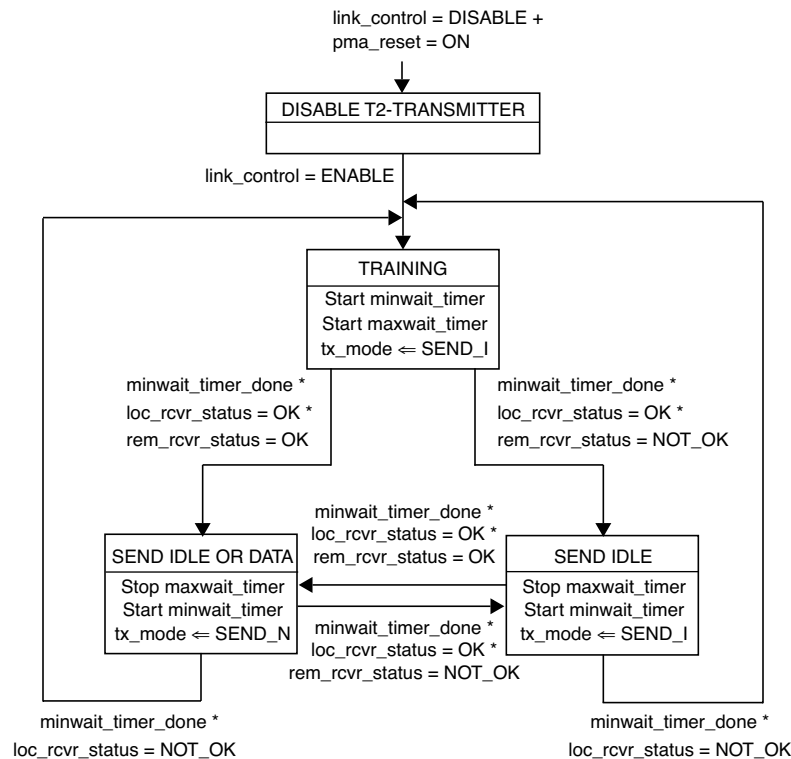 link_control = DISABLE +
pma_reset = ON
DISABLE T2-TRANSMITTER
link_control = ENABLE
TRAINING
Start minwait_timer
Start maxwait_timer
tx_mode ⇐ SEND_I
minwait_timer_done *
loc_rcvr_status = OK *
rem_rcvr_status = OK
minwait_timer_done *
loc_rcvr_status = OK *
rem_rcvr_status = NOT_OK
SEND IDLE OR DATA
Stop maxwait_timer
Start minwait_timer
tx_mode ⇐ SEND_N
minwait_timer_done *
loc_rcvr_status = OK *
rem_rcvr_status = OK
minwait_timer_done *
loc_rcvr_status = OK *
rem_rcvr_status = NOT_OK
SEND IDLE
Stop maxwait_timer
Start minwait_timer
tx_mode ⇐ SEND_I
minwait_timer_done *
loc_rcvr_status = NOT_OK
minwait_timer_done *
loc_rcvr_status = NOT_OK